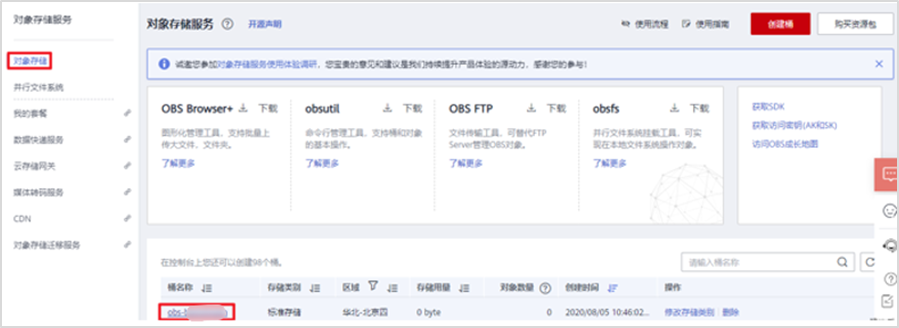 对象存储服务
对象存储
并行文件系统
我的套餐
数据快递服务
云存储网关
媒体转码服务
CDN
对象存储迁移服务
对象存储服务 开源声明 使用流程 使用指南 创建桶 购买资源包
诚邀您参加对象存储服务使用体验调研，您宝贵的意见和建议是我们持续提升产品体验的源动力，感谢您的参与！
OBS Browser+ 下载
图形化管理工具，支持批量上
传大文件，文件夹。
了解更多
obsutil 下载
命令行管理工具，支持桶和对象
的基本操作。
了解更多
OBS FTP 下载
文件传输工具，可替代FTP
Server管理OBS对象。
了解更多
obsfs 下载
并行文件系统挂载工具，可实
现在本地文件系统操作对象。
了解更多
获取SDK
获取访问密钥(AK和SK)
访问OBS成长地图
在控制台上您还可以创建98个桶。 请输入桶名称
桶名称 存储类别 区域 存储用量 对象数量 创建时间 操作
obs- 标准存储 华北-北京四 0 byte 0 2020/08/05 10:46:02... 修改存储类别 删除